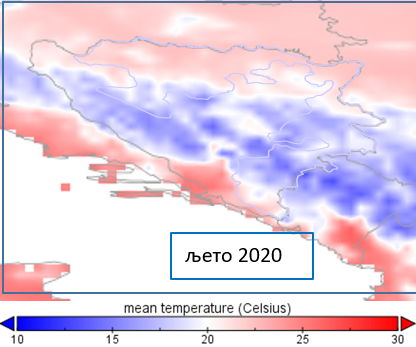 љето 2020
mean temperature (Celsius)
10 15 20 25 30